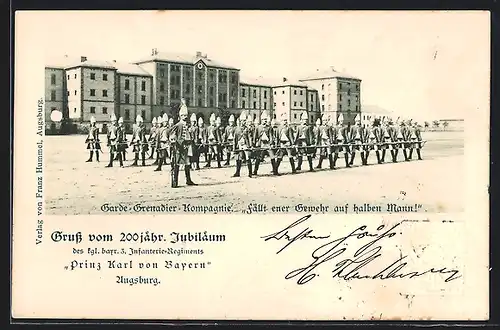 Verlag von Franz Hummel, Augsburg.
Garde-Grenadier-Kompagnie. „Fällt ener Gewehr auf halben Mann!"
Gruß vom 200jähr. Jubiläum
des kgl. bayr. 3. Infanterie-Regiments
„Prinz Karl von Bayern"
Augsburg.